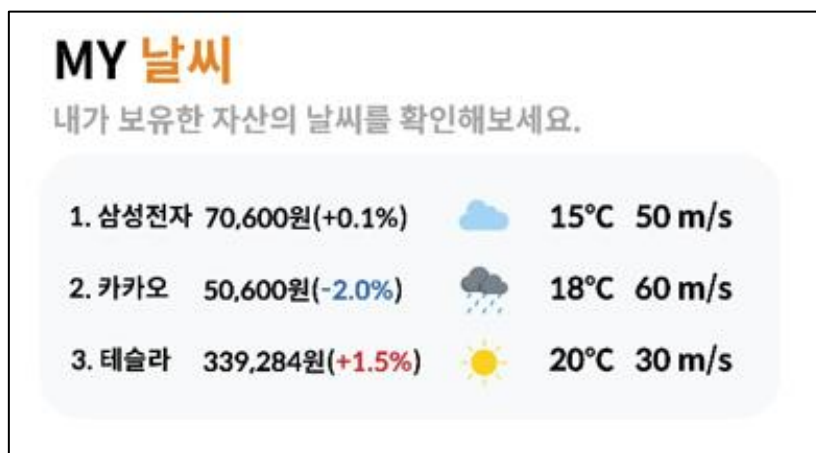 MY 날씨
내가 보유한 자산의 날씨를 확인해보세요.
1. 삼성전자 70,600원(+0.1%) 15°C 50 m/s
2. 카카오 50,600원(-2.0%) 18°C 60 m/s
3. 테슬라 339,284원(+1.5%) 20°C 30 m/s